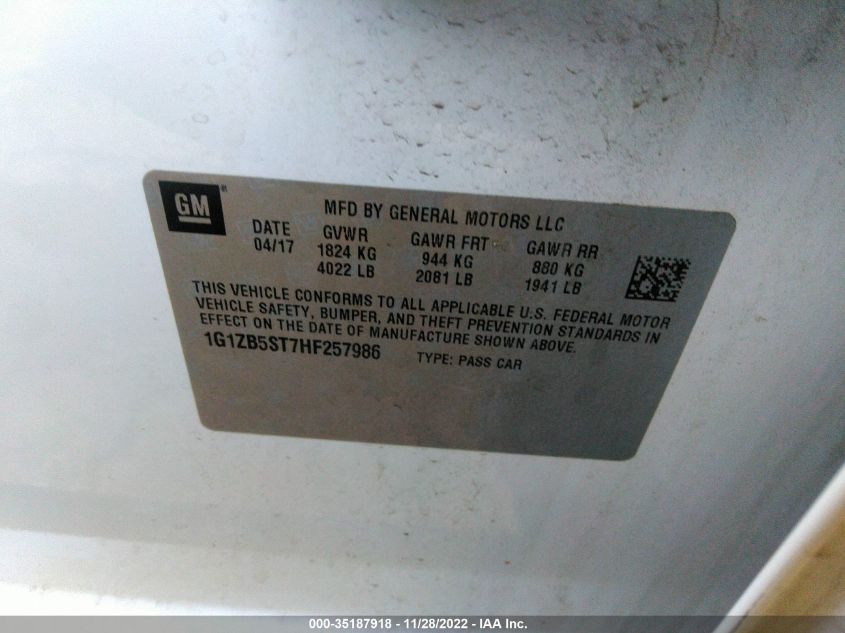 GM
MFD BY GENERAL MOTORS LLC
DATE GVWR GAWR FRT GAWR RR
04/17 1824 KG 944 KG 880 KG
4022 LB 2081 LB 1941 LB
THIS VEHICLE CONFORMS TO ALL APPLICABLE U.S. FEDERAL MOTOR
VEHICLE SAFETY, BUMPER, AND THEFT PREVENTION STANDARDS IN
EFFECT ON THE DATE OF MANUFACTURE SHOWN ABOVE.
1G1ZB5ST7HF257986 TYPE: PASS CAR
000-35187918 - 11/28/2022 - IAA Inc.